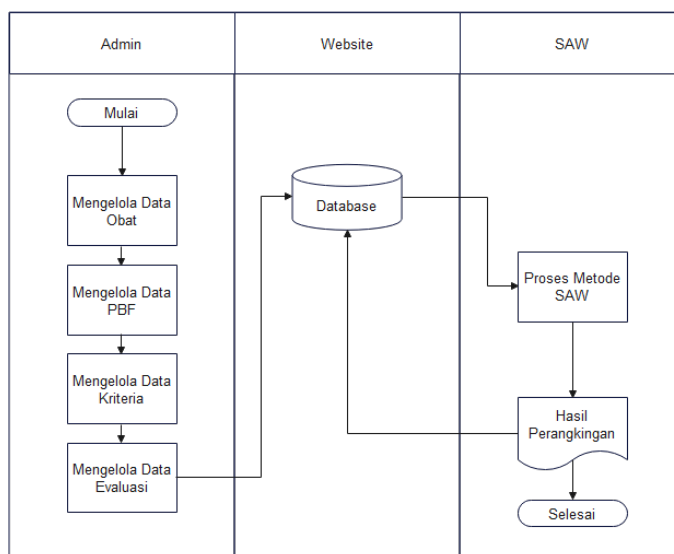 Admin
Website
SAW
Mulai
Mengelola Data
Obat
Mengelola Data
PBF
Mengelola Data
Kriteria
Mengelola Data
Evaluasi
Database
Proses Metode
SAW
Hasil
Perangkingan
Selesai